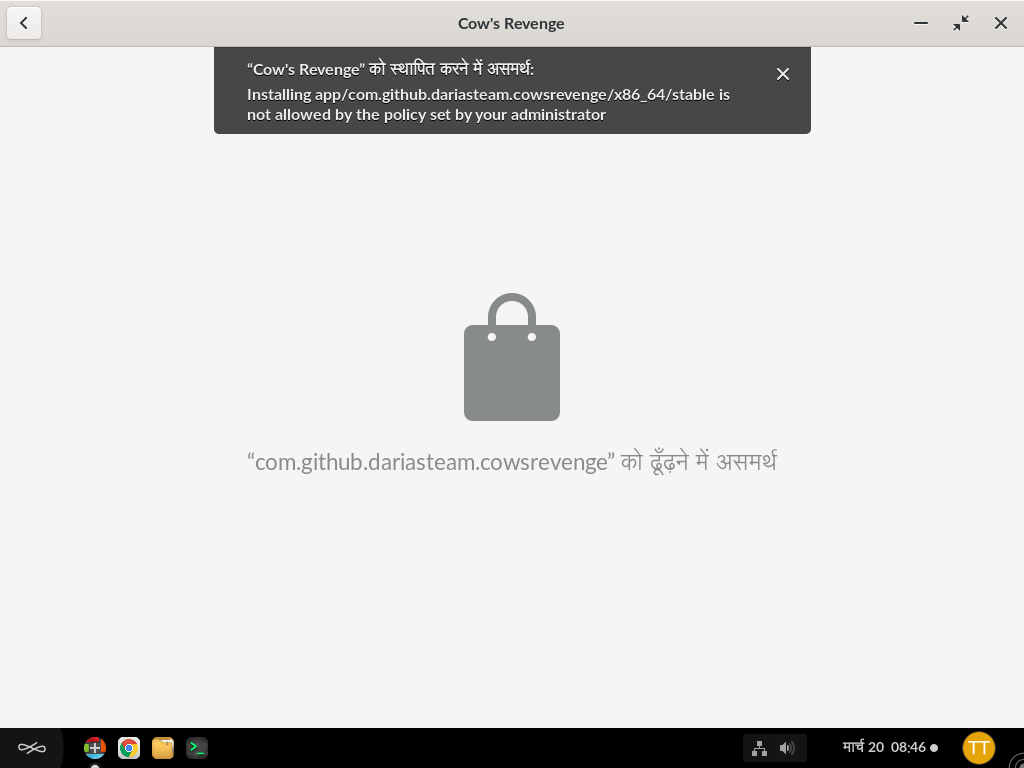 Cow's Revenge
“Cow's Revenge” को स्थापित करने में असमर्थ:
Installing app/com.github.dariasteam.cowsrevenge/x86_64/stable is
not allowed by the policy set by your administrator
“com.github.dariasteam.cowsrevenge” को ढूँढ़ने में असमर्थ
मार्च 20 08:46
TT